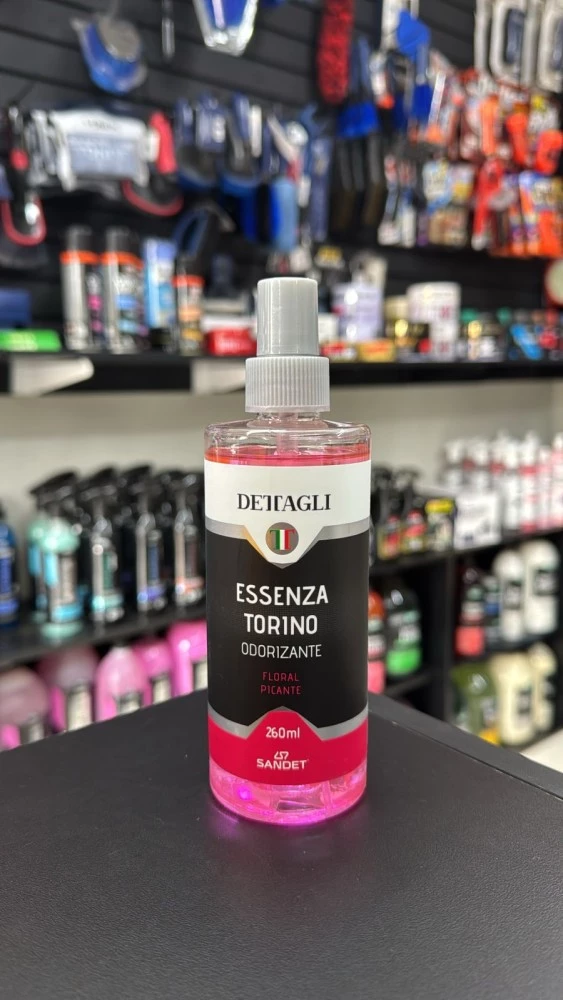 DETTAGLI
ESSENZA
TORINO
ODORIZANTE
FLORAL
PICANTE
260ml
SANDET